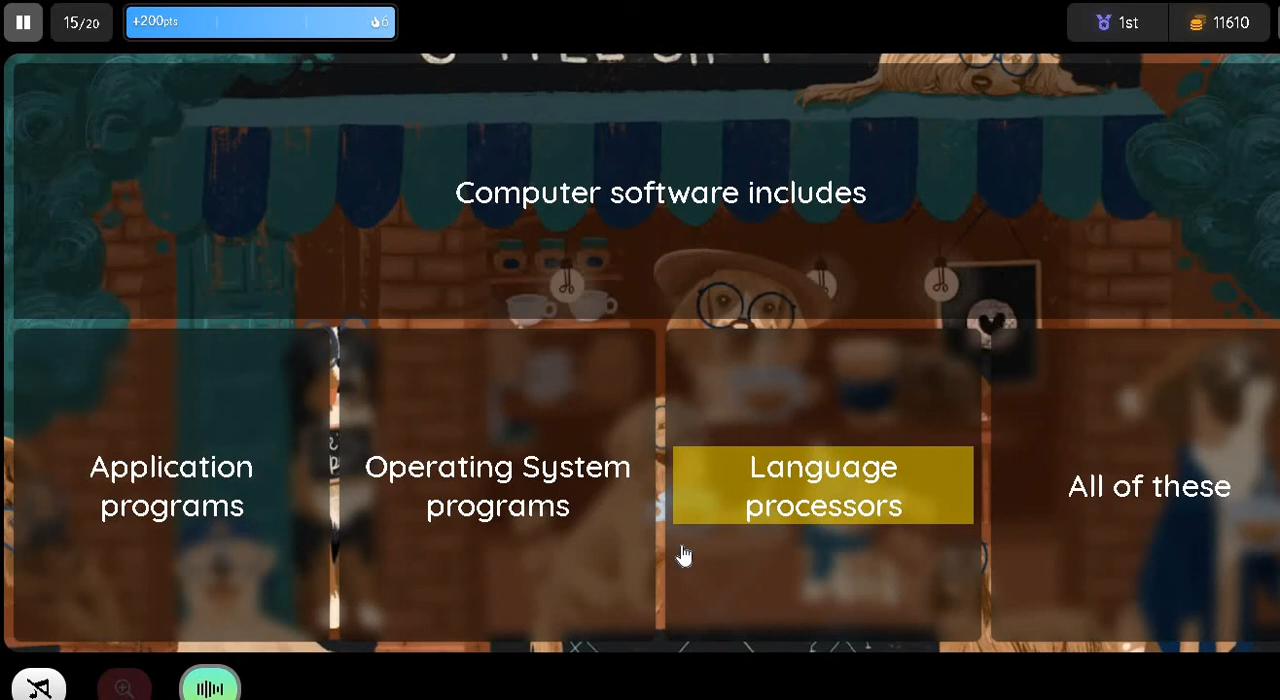 15/20
+200pts
6
1st
11610
Computer software includes
Application
programs
Operating System
programs
Language
processors
All of these